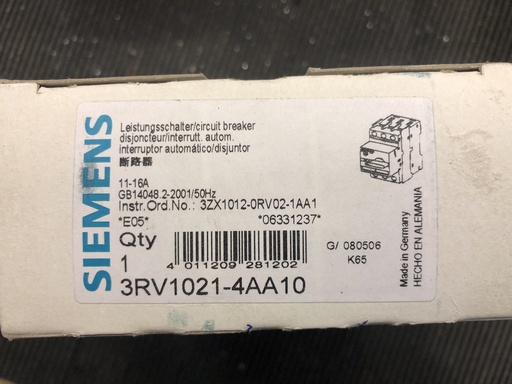 SIEMENS
Leistungsschalter/circuit breaker
disjoncteur/interrutt. autom.
interruptor automático/disjuntor
断路器
11-16A
GB14048.2-2001/50Hz
Instr.Ord.No.: 3ZX1012-0RV02-1AA1
*E05* *06331237*
Qty
1
4 011209 281202
G/ 080506
K65
3RV1021-4AA10
Made in Germany
HECHO EN ALEMANIA